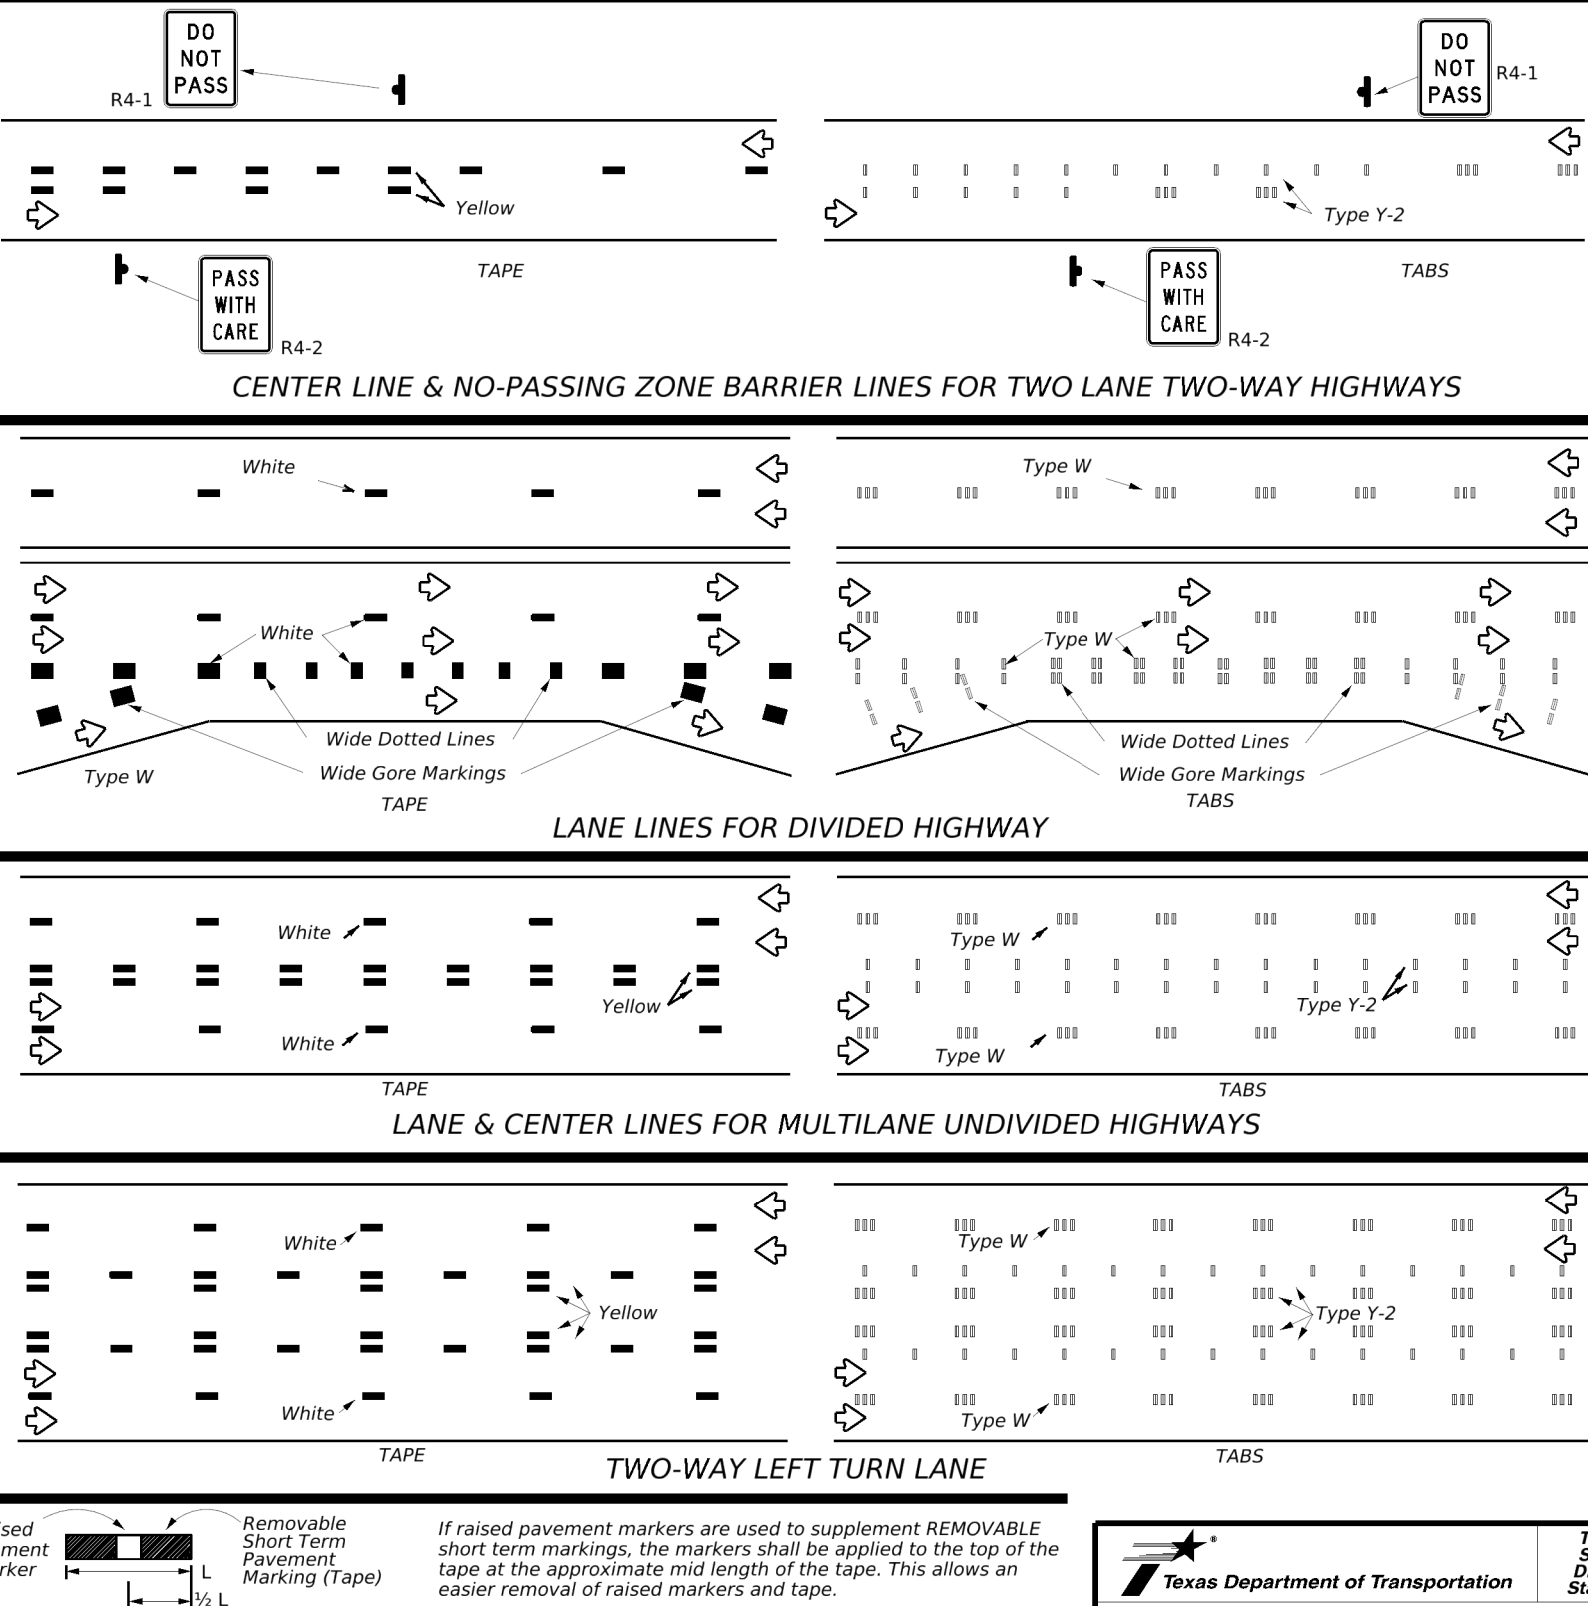 DO
NOT
PASS
R4-1
DO
NOT
PASS
R4-1
Yellow
Type Y-2
TAPE
TABS
PASS
WITH
CARE
R4-2
PASS
WITH
CARE
R4-2
CENTER LINE & NO-PASSING ZONE BARRIER LINES FOR TWO LANE TWO-WAY HIGHWAYS
White
Type W
White
Type W
Wide Dotted Lines
Wide Gore Markings
Type W
TAPE
Wide Dotted Lines
Wide Gore Markings
TABS
LANE LINES FOR DIVIDED HIGHWAY
White
Type W
Yellow
Type Y-2
White
Type W
TAPE
TABS
LANE & CENTER LINES FOR MULTILANE UNDIVIDED HIGHWAYS
White
Type W
Yellow
Type Y-2
White
Type W
TAPE
TABS
TWO-WAY LEFT TURN LANE
Removable
Short Term
Pavement
Marking (Tape)
L
½ L
If raised pavement markers are used to supplement REMOVABLE
short term markings, the markers shall be applied to the top of the
tape at the approximate mid length of the tape. This allows an
easier removal of raised markers and tape.
®
Texas Department of Transportation